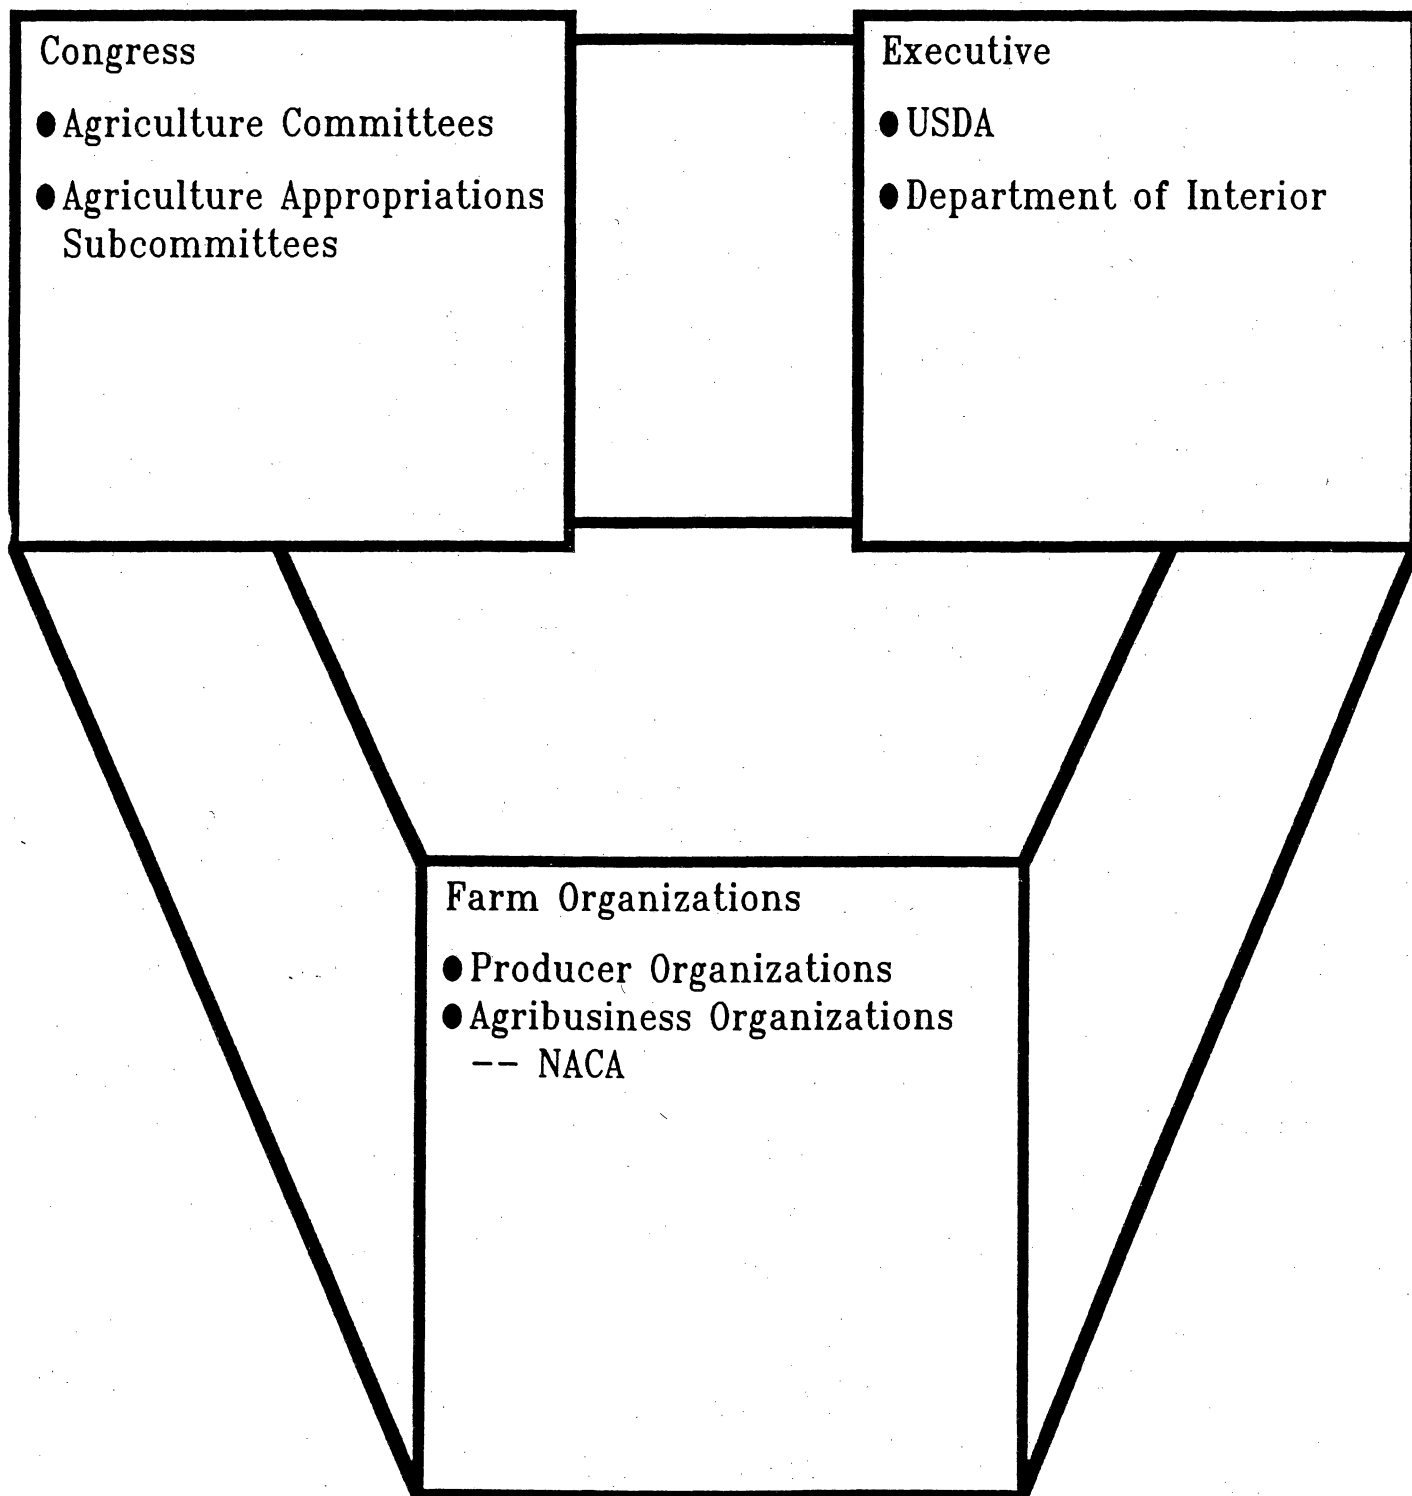 Congress
● Agriculture Committees
● Agriculture Appropriations
Subcommittees
Executive
● USDA
● Department of Interior
Farm Organizations
● Producer Organizations
● Agribusiness Organizations
-- NACA